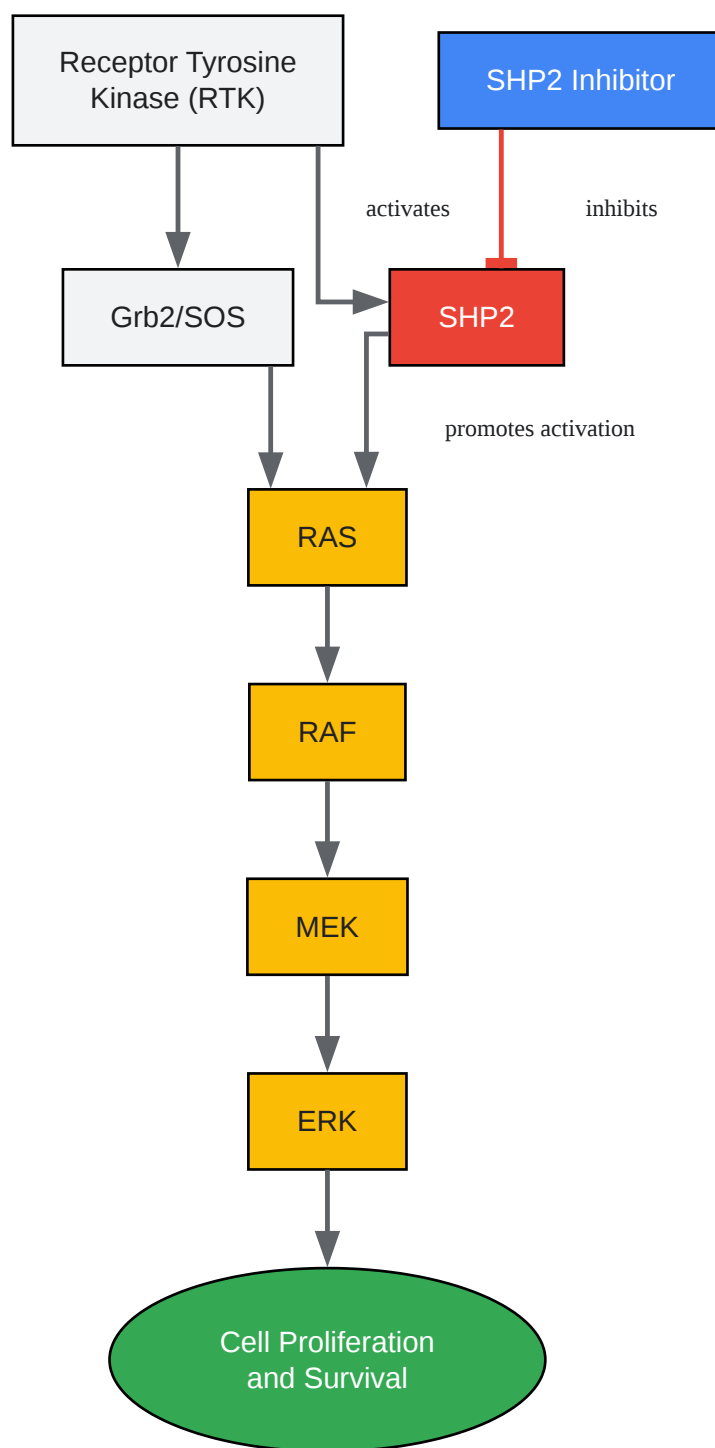 Receptor Tyrosine
Kinase (RTK)
SHP2 Inhibitor
activates
inhibits
Grb2/SOS
SHP2
promotes activation
RAS
RAF
MEK
ERK
Cell Proliferation
and Survival